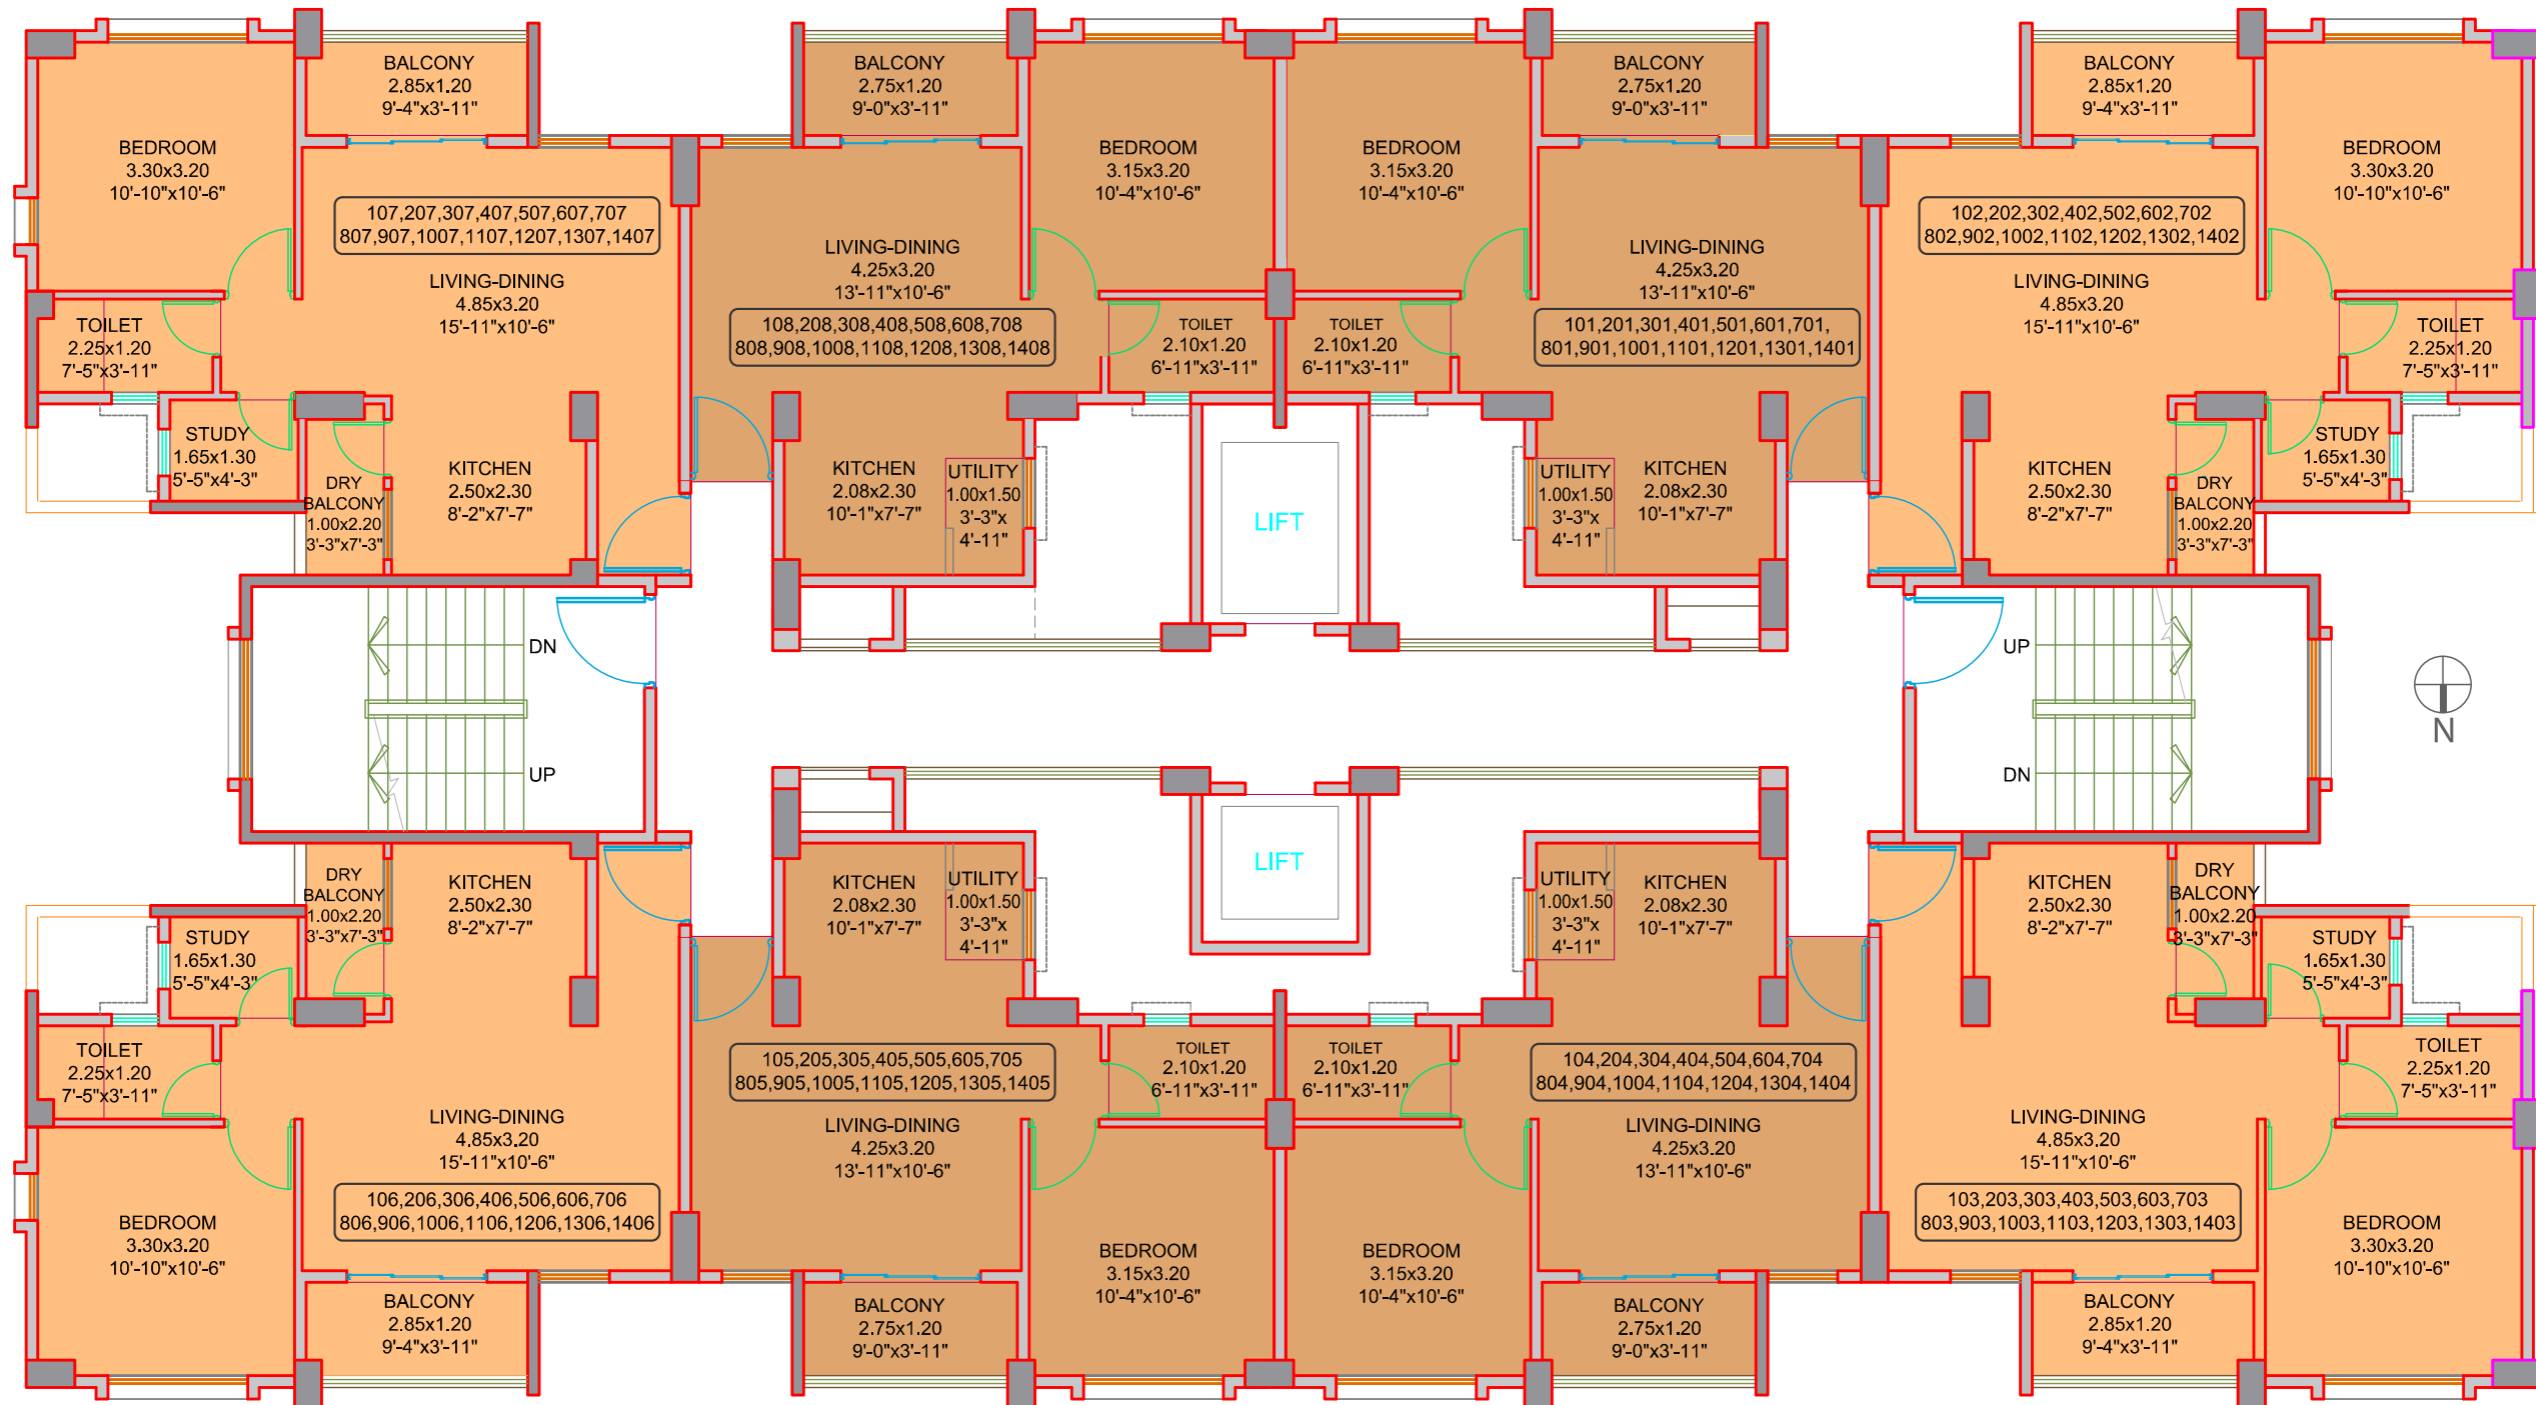 BALCONY
2.85x1.20
9'-4"x3'-11"
BALCONY
2.75x1.20
9'-0"x3'-11"
BALCONY
2.75x1.20
9'-0"x3'-11"
BALCONY
2.85x1.20
9'-4"x3'-11"
BEDROOM
3.30x3.20
10'-10"x10'-6"
BEDROOM
3.15x3.20
10'-4"x10'-6"
BEDROOM
3.15x3.20
10'-4"x10'-6"
BEDROOM
3.30x3.20
10'-10"x10'-6"
107,207,307,407,507,607,707
807,907,1007,1107,1207,1307,1407
LIVING-DINING
4.85x3.20
15'-11"x10'-6"
LIVING-DINING
4.25x3.20
13'-11"x10'-6"
108,208,308,408,508,608,708
808,908,1008,1108,1208,1308,1408
LIVING-DINING
4.25x3.20
13'-11"x10'-6"
101,201,301,401,501,601,701,
801,901,1001,1101,1201,1301,1401
102,202,302,402,502,602,702
802,902,1002,1102,1202,1302,1402
LIVING-DINING
4.85x3.20
15'-11"x10'-6"
TOILET
2.25x1.20
7'-5"x3'-11"
TOILET
2.10x1.20
6'-11"x3'-11"
TOILET
2.10x1.20
6'-11"x3'-11"
TOILET
2.25x1.20
7'-5"x3'-11"
STUDY
1.65x1.30
5'-5"x4'-3"
DRY
BALCONY
1.00x2.20
3'-3"x7'-3"
KITCHEN
2.50x2.30
8'-2"x7'-7"
KITCHEN
2.08x2.30
10'-1"x7'-7"
UTILITY
1.00x1.50
3'-3"x
4'-11"
LIFT
UTILITY
1.00x1.50
3'-3"x
4'-11"
KITCHEN
2.08x2.30
10'-1"x7'-7"
KITCHEN
2.50x2.30
8'-2"x7'-7"
DRY
BALCONY
1.00x2.20
3'-3"x7'-3"
STUDY
1.65x1.30
5'-5"x4'-3"
DN
UP
UP
DN
N
DRY
BALCONY
1.00x2.20
3'-3"x7'-3"
KITCHEN
2.50x2.30
8'-2"x7'-7"
KITCHEN
2.08x2.30
10'-1"x7'-7"
UTILITY
1.00x1.50
3'-3"x
4'-11"
LIFT
UTILITY
1.00x1.50
3'-3"x
4'-11"
KITCHEN
2.08x2.30
10'-1"x7'-7"
KITCHEN
2.50x2.30
8'-2"x7'-7"
DRY
BALCONY
1.00x2.20
3'-3"x7'-3"
STUDY
1.65x1.30
5'-5"x4'-3"
STUDY
1.65x1.30
5'-5"x4'-3"
TOILET
2.25x1.20
7'-5"x3'-11"
105,205,305,405,505,605,705
805,905,1005,1105,1205,1305,1405
TOILET
2.10x1.20
6'-11"x3'-11"
TOILET
2.10x1.20
6'-11"x3'-11"
104,204,304,404,504,604,704
804,904,1004,1104,1204,1304,1404
TOILET
2.25x1.20
7'-5"x3'-11"
LIVING-DINING
4.85x3.20
15'-11"x10'-6"
LIVING-DINING
4.25x3.20
13'-11"x10'-6"
LIVING-DINING
4.25x3.20
13'-11"x10'-6"
LIVING-DINING
4.85x3.20
15'-11"x10'-6"
106,206,306,406,506,606,706
806,906,1006,1106,1206,1306,1406
103,203,303,403,503,603,703
803,903,1003,1103,1203,1303,1403
BEDROOM
3.30x3.20
10'-10"x10'-6"
BEDROOM
3.15x3.20
10'-4"x10'-6"
BEDROOM
3.15x3.20
10'-4"x10'-6"
BEDROOM
3.30x3.20
10'-10"x10'-6"
BALCONY
2.85x1.20
9'-4"x3'-11"
BALCONY
2.75x1.20
9'-0"x3'-11"
BALCONY
2.75x1.20
9'-0"x3'-11"
BALCONY
2.85x1.20
9'-4"x3'-11"